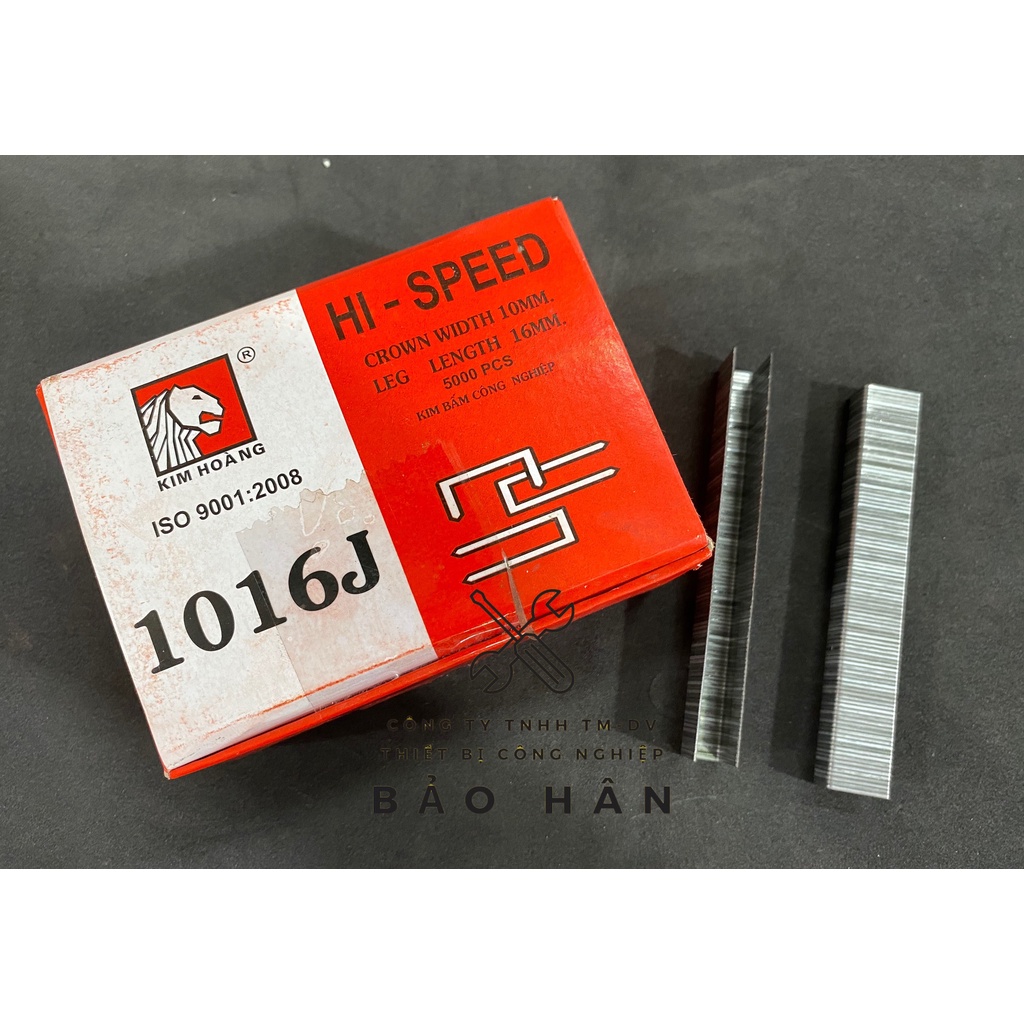 HI - SPEED
CROWN WIDTH 10MM.
LEG LENGTH 16MM.
5000 PCS
KIM BẤM CÔNG NGHIỆP
®
KIM HOÀNG
ISO 9001:2008
1016J
CÔNG TY TNHH TM DV
THIẾT BỊ CÔNG NGHIỆP
BẢO HÂN